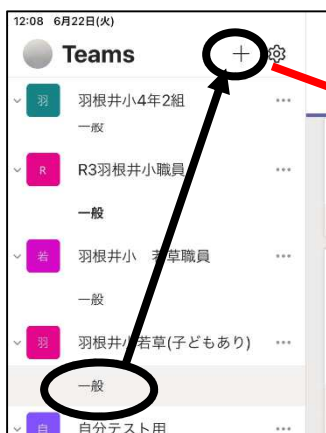 12:08 6月22日(火)
Teams
羽 羽根井小4年2組
一般
R R3羽根井小職員
一般
若 羽根井小 若草職員
一般
羽 羽根井小若草(子どもあり)
一般
自 自分テスト用